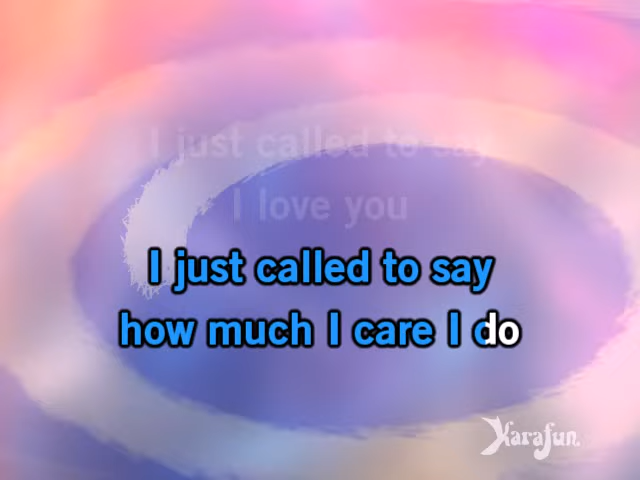 I just called to say
I love you
I just called to say
how much I care I do
Karafun